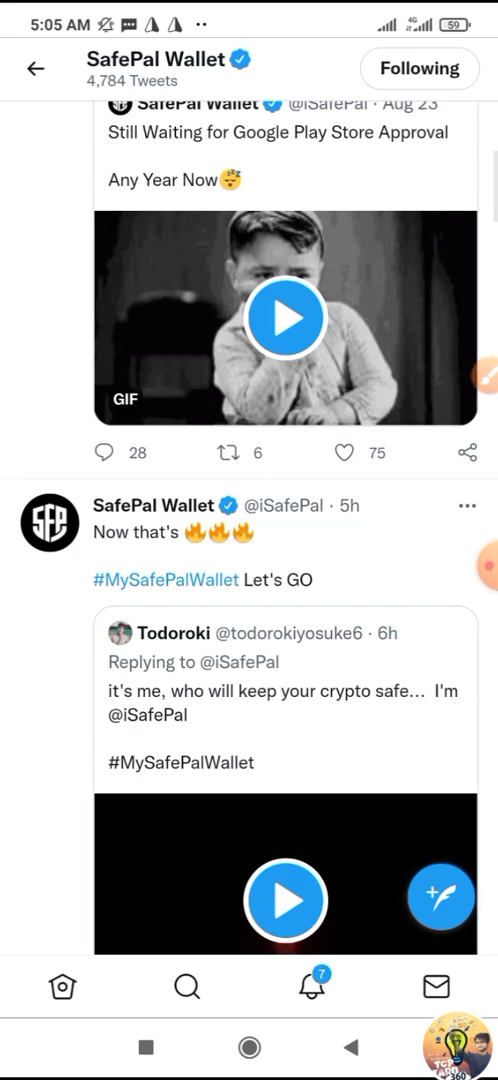 5:05 AM
4G
59
SafePal Wallet
4,784 Tweets
Following
SafePal Wallet @iSafePal · Aug 23
Still Waiting for Google Play Store Approval
Any Year Now😴
GIF
28
6
75
SafePal Wallet @iSafePal · 5h
Now that's 🔥🔥🔥
#MySafePalWallet Let's GO
Todoroki @todorokiyosuke6 · 6h
Replying to @iSafePal
it's me, who will keep your crypto safe... I'm
@iSafePal
#MySafePalWallet
7
360